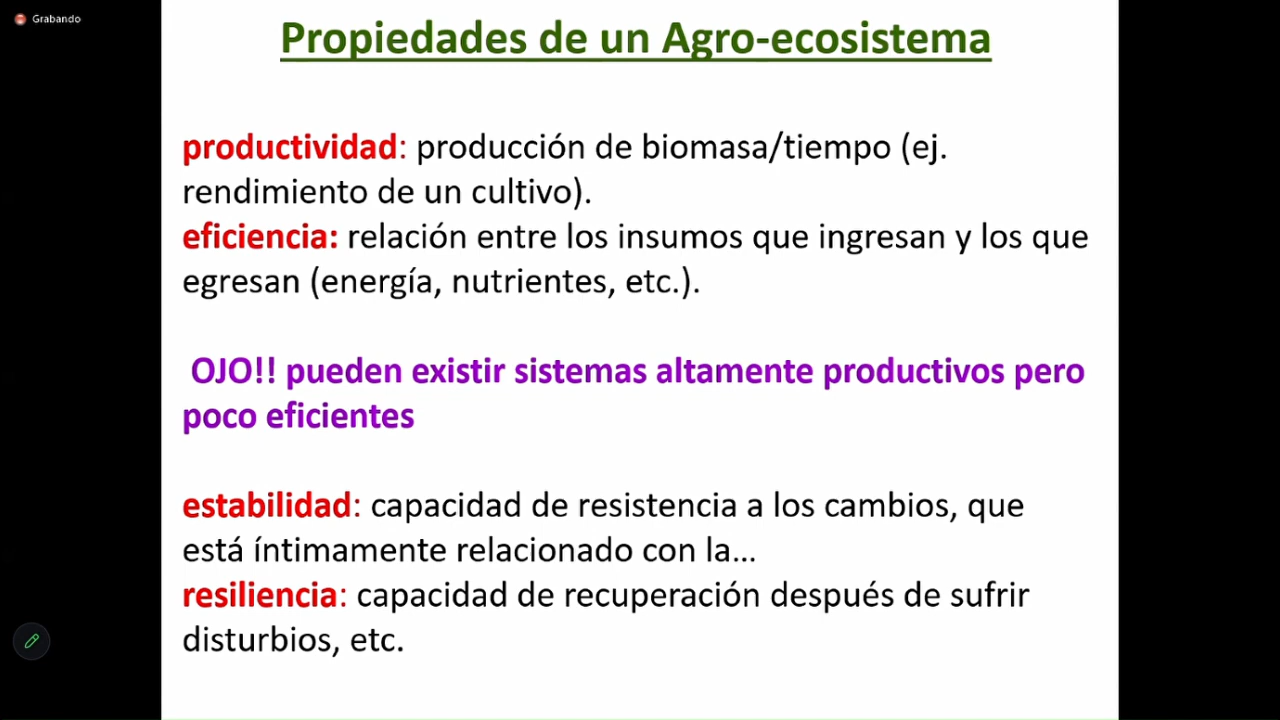 Grabando
Propiedades de un Agro-ecosistema
productividad: producción de biomasa/tiempo (ej.
rendimiento de un cultivo).
eficiencia: relación entre los insumos que ingresan y los que
egresan (energía, nutrientes, etc.).
OJO!! pueden existir sistemas altamente productivos pero
poco eficientes
estabilidad: capacidad de resistencia a los cambios, que
está íntimamente relacionado con la...
resiliencia: capacidad de recuperación después de sufrir
disturbios, etc.